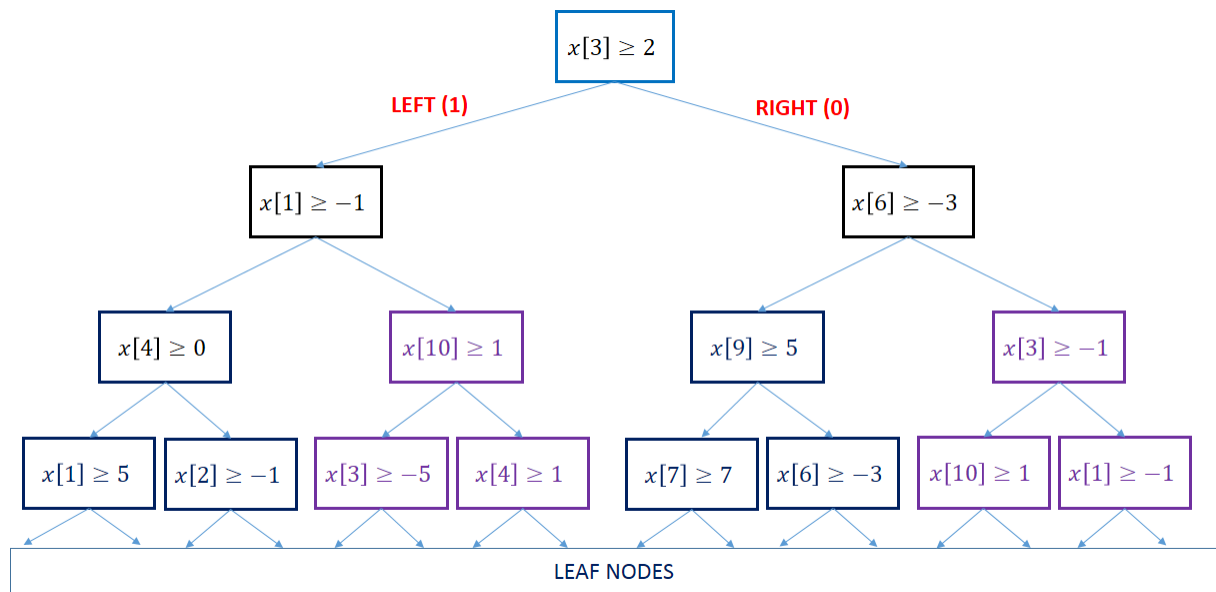 x[3] ≥ 2
LEFT (1)
RIGHT (0)
x[1] ≥ −1
x[6] ≥ −3
x[4] ≥ 0
x[10] ≥ 1
x[9] ≥ 5
x[3] ≥ −1
x[1] ≥ 5
x[2] ≥ −1
x[3] ≥ −5
x[4] ≥ 1
x[7] ≥ 7
x[6] ≥ −3
x[10] ≥ 1
x[1] ≥ −1
LEAF NODES